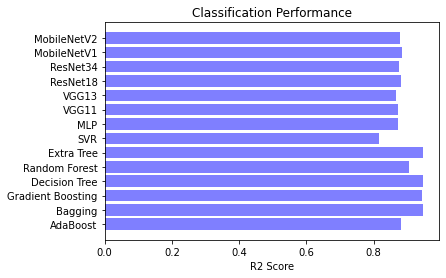 Classification Performance
MobileNetV2
MobileNetV1
ResNet34
ResNet18
VGG13
VGG11
MLP
SVR
Extra Tree
Random Forest
Decision Tree
Gradient Boosting
Bagging
AdaBoost
0.0 0.2 0.4 0.6 0.8
R2 Score